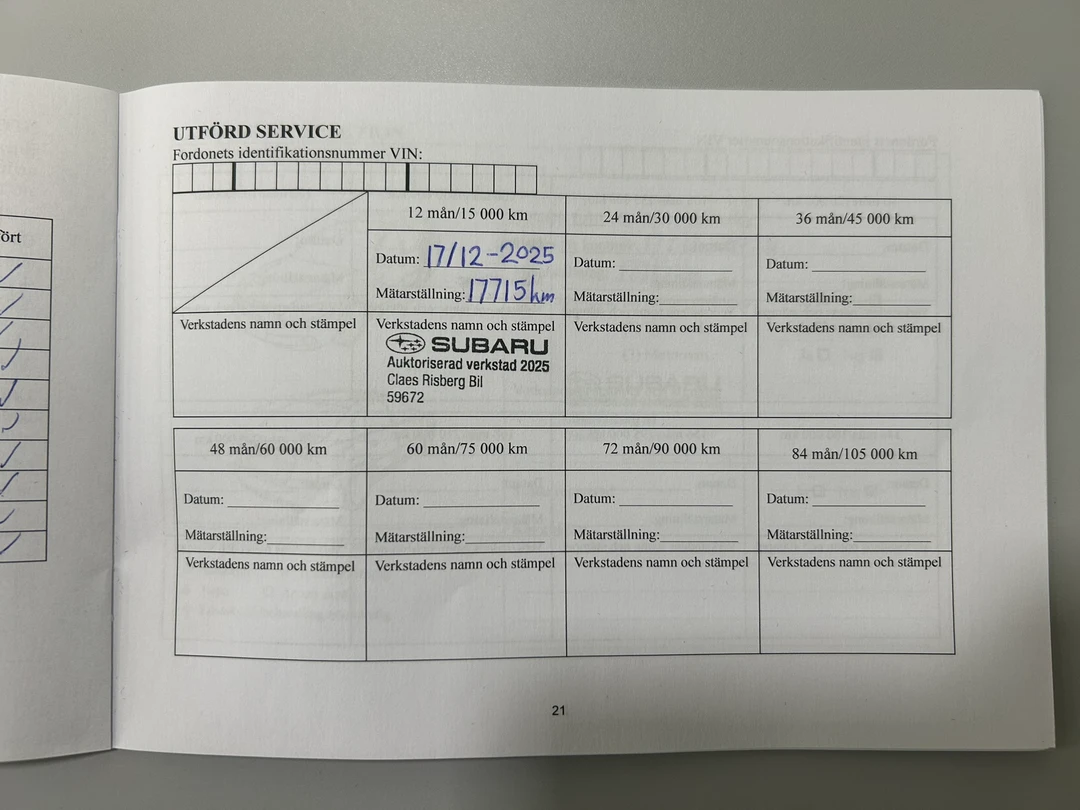 UTFÖRD SERVICE
Fordonets identifikationsnummer VIN:
12 mån/15 000 km
24 mån/30 000 km
36 mån/45 000 km
Datum: 17/12-2025
Mätarställning: 17715 km
Datum:
Mätarställning:
Datum:
Mätarställning:
Verkstadens namn och stämpel
Verkstadens namn och stämpel
SUBARU
Auktoriserad verkstad 2025
Claes Risberg Bil
59672
Verkstadens namn och stämpel
Verkstadens namn och stämpel
48 mån/60 000 km
60 mån/75 000 km
72 mån/90 000 km
84 mån/105 000 km
Datum:
Mätarställning:
Datum:
Mätarställning:
Datum:
Mätarställning:
Datum:
Mätarställning:
Verkstadens namn och stämpel
Verkstadens namn och stämpel
Verkstadens namn och stämpel
Verkstadens namn och stämpel
21